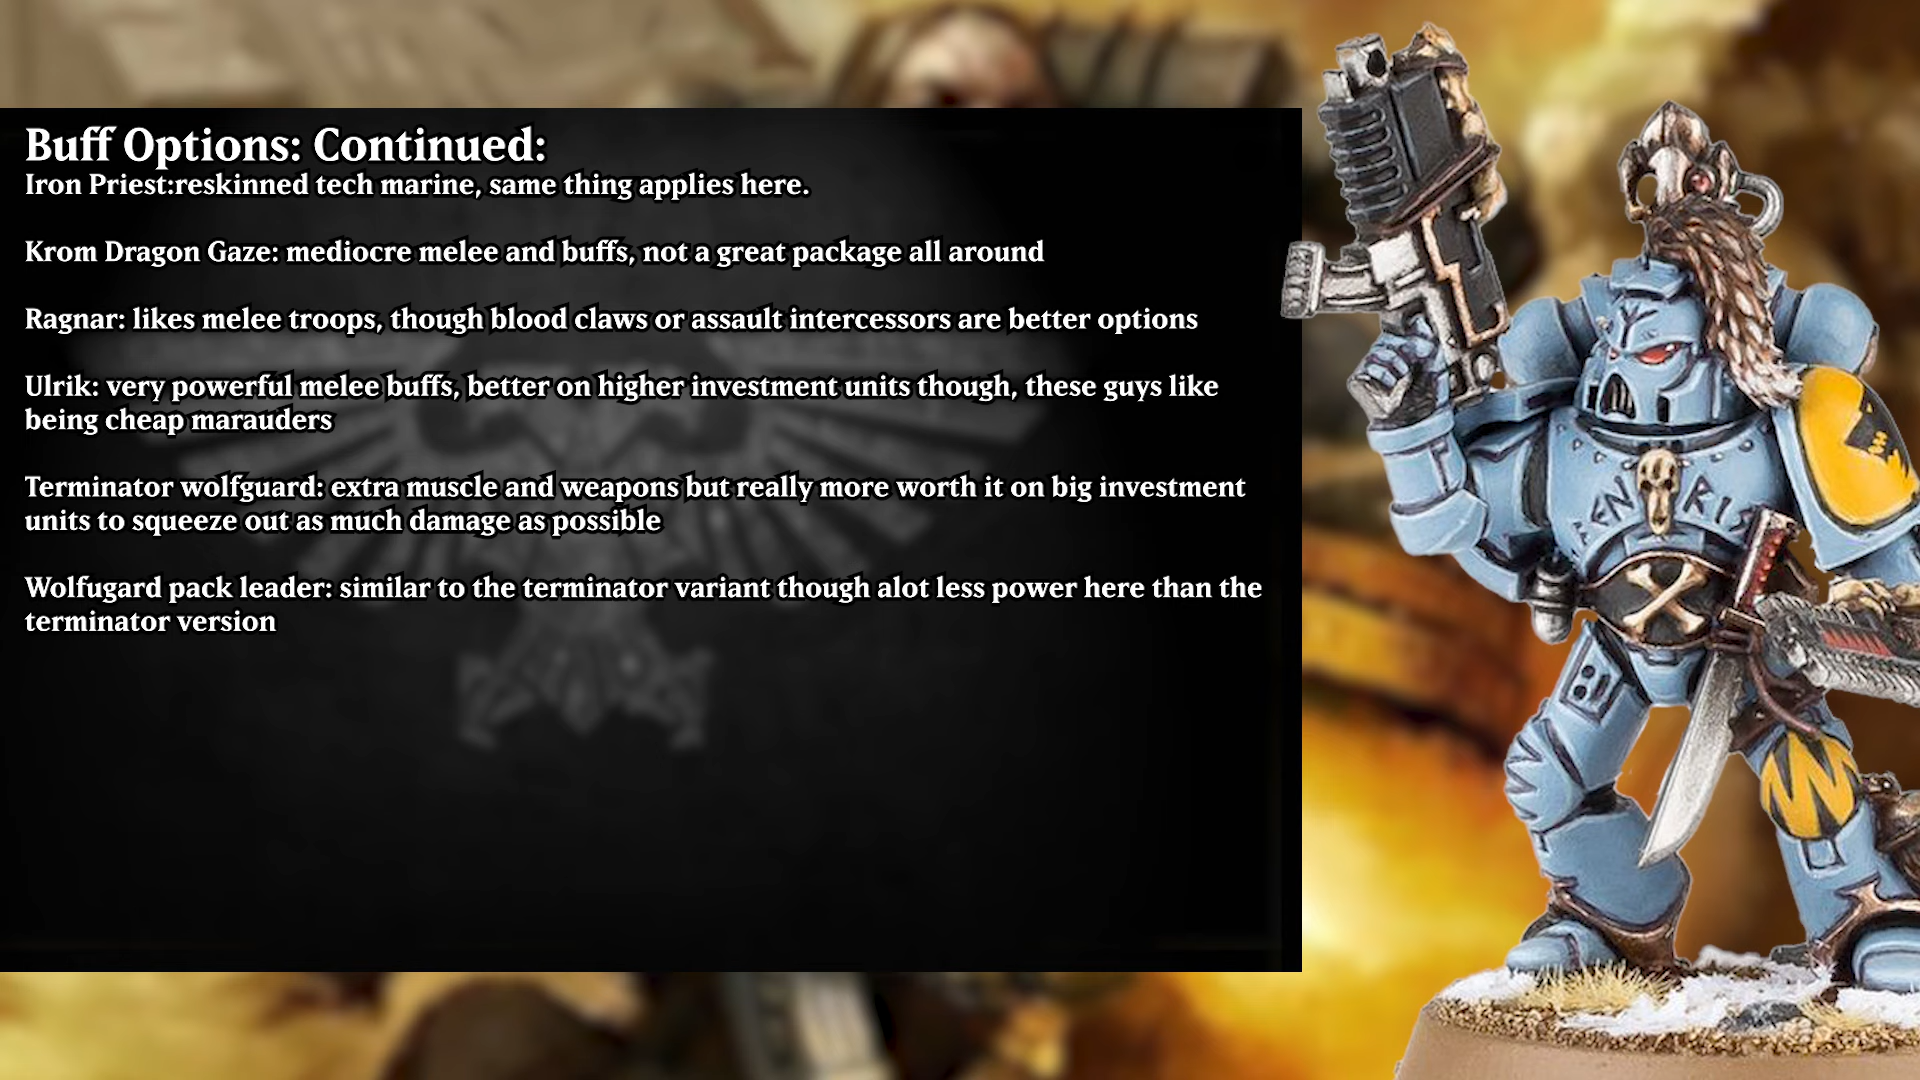 Buff Options: Continued:
Iron Priest:reskinned tech marine, same thing applies here.
Krom Dragon Gaze: mediocre melee and buffs, not a great package all around
Ragnar: likes melee troops, though blood claws or assault intercessors are better options
Ulrik: very powerful melee buffs, better on higher investment units though, these guys like
being cheap marauders
Terminator wolfguard: extra muscle and weapons but really more worth it on big investment
units to squeeze out as much damage as possible
Wolfugard pack leader: similar to the terminator variant though alot less power here than the
terminator version